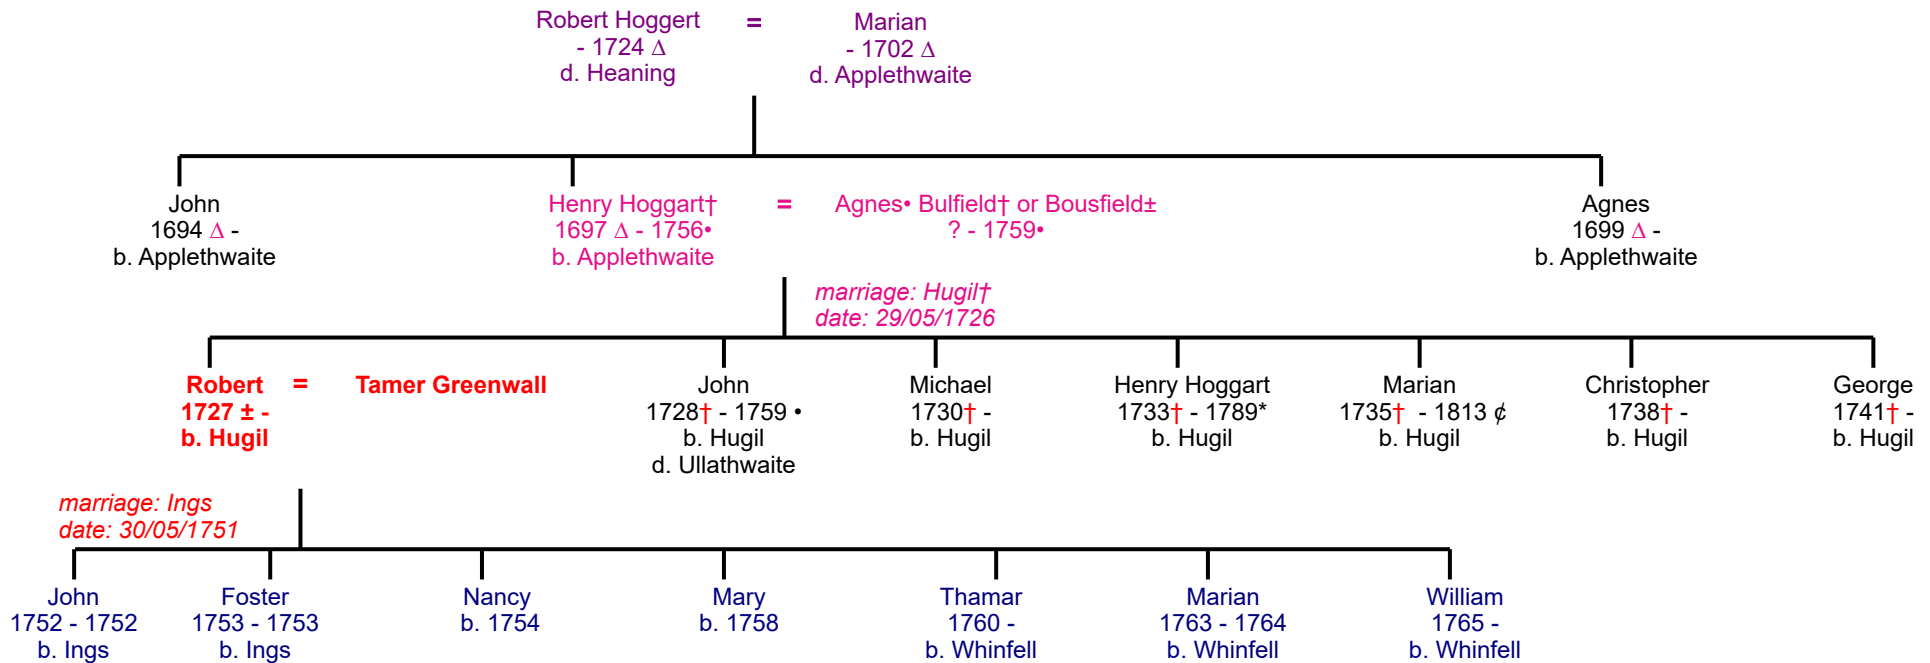 Robert Hoggert = Marian
- 1724 Δ - 1702 Δ
d. Heaning d. Applethwaite
John Henry Hoggart† = Agnes• Bulfield† or Bousfield± Agnes
1694 Δ - 1697 Δ - 1756• ? - 1759• 1699 Δ -
b. Applethwaite b. Applethwaite b. Applethwaite
marriage: Hugil†
date: 29/05/1726
Robert = Tamer Greenwall John Michael Henry Hoggart Marian Christopher George
1727 ± - 1728† - 1759 • 1730† - 1733† - 1789* 1735† - 1813 ¢ 1738† - 1741† -
b. Hugil b. Hugil b. Hugil b. Hugil b. Hugil b. Hugil b. Hugil
d. Ullathwaite
marriage: Ings
date: 30/05/1751
John Foster Nancy Mary Thamar Marian William
1752 - 1752 1753 - 1753 b. 1754 b. 1758 1760 - 1763 - 1764 1765 -
b. Ings b. Ings b. Whinfell b. Whinfell b. Whinfell